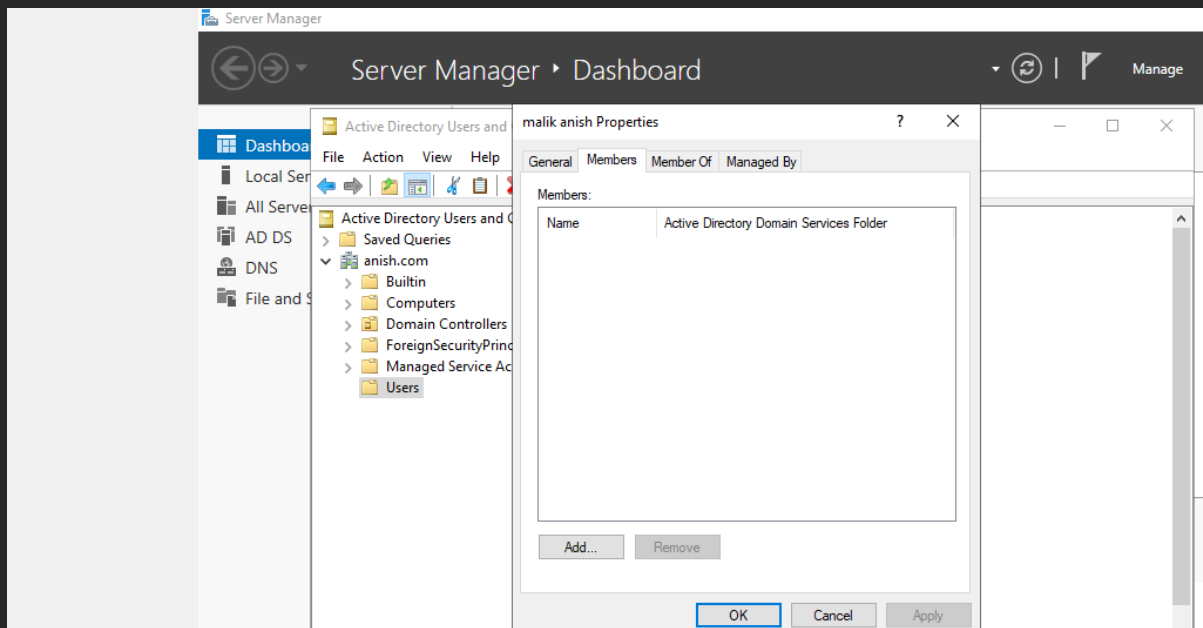 Server Manager
Server Manager Dashboard
Manage
Dashboa
Local Ser
All Server
AD DS
DNS
File and S
Active Directory Users and
File Action View Help
Active Directory Users and C
Saved Queries
anish.com
Builtin
Computers
Domain Controllers
ForeignSecurityPrinc
Managed Service Ac
Users
malik anish Properties
?
General Members Member Of Managed By
Members:
Name Active Directory Domain Services Folder
Add... Remove
OK Cancel Apply